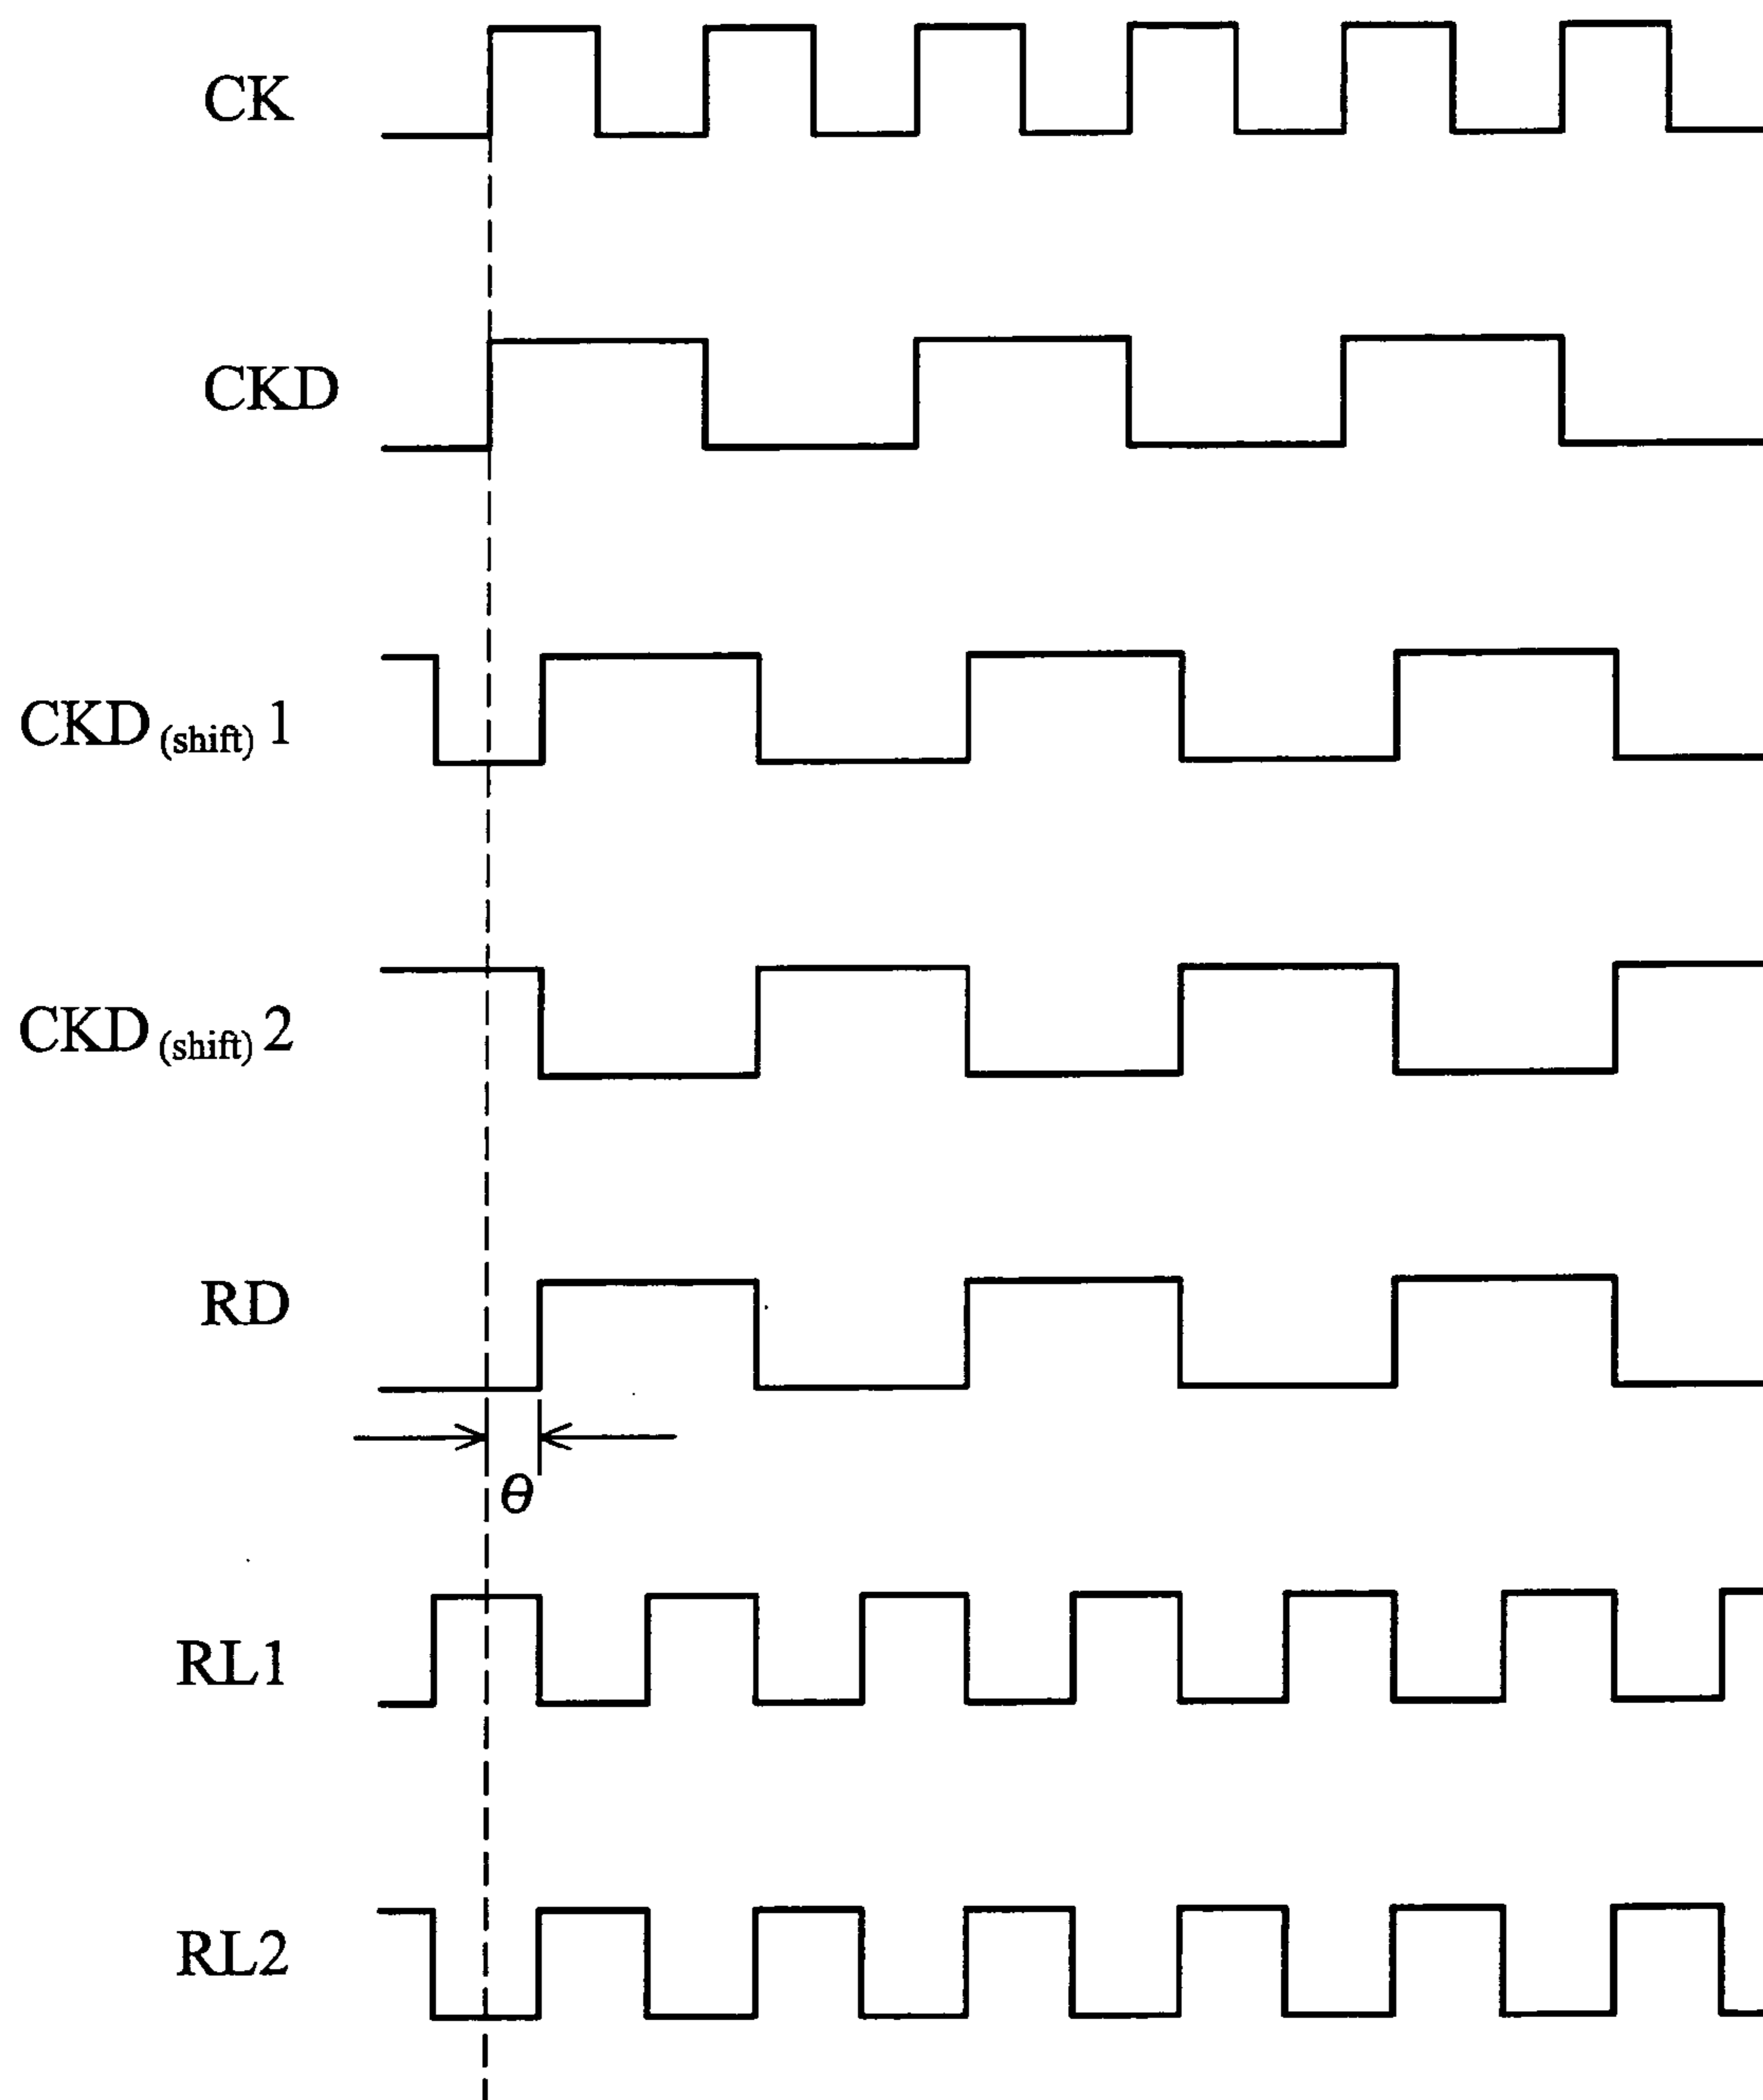 CK
CKD
CKD (shift) 1
CKD (shift) 2
RD
θ
RL1
RL2